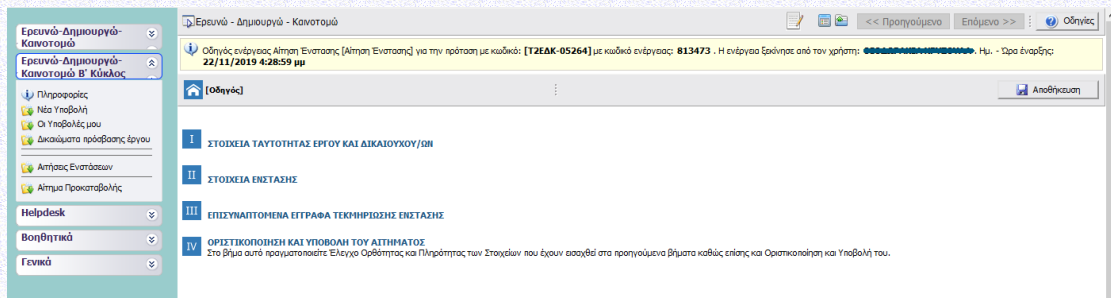 Ερευνώ-Δημιουργώ-
Καινοτομώ
Ερευνώ-Δημιουργώ-
Καινοτομώ Β' Κύκλος
Πληροφορίες
Νέα Υποβολή
Οι Υποβολές μου
Δικαιώματα πρόσβασης έργου
Αιτήσεις Ενστάσεων
Αίτημα Προκαταβολής
Helpdesk
Βοηθητικά
Γενικά
Ερευνώ - Δημιουργώ - Καινοτομώ
<< Προηγούμενο
Επόμενο >>
Οδηγίες
Οδηγός ενέργειας Αίτηση Ένστασης [Αίτηση Ένστασης] για την πρόταση με κωδικό: [Τ2ΕΔΚ-05264] με κωδικό ενέργειας: 813473 . Η ενέργεια ξεκίνησε από τον χρήστη: . Ημ. - Ώρα έναρξης:
22/11/2019 4:28:59 μμ
[Οδηγός]
Αποθήκευση
I ΣΤΟΙΧΕΙΑ ΤΑΥΤΟΤΗΤΑΣ ΕΡΓΟΥ ΚΑΙ ΔΙΚΑΙΟΥΧΟΥ/ΩΝ
II ΣΤΟΙΧΕΙΑ ΕΝΣΤΑΣΗΣ
III ΕΠΙΣΥΝΑΠΤΟΜΕΝΑ ΕΓΓΡΑΦΑ ΤΕΚΜΗΡΙΩΣΗΣ ΕΝΣΤΑΣΗΣ
IV ΟΡΙΣΤΙΚΟΠΟΙΗΣΗ ΚΑΙ ΥΠΟΒΟΛΗ ΤΟΥ ΑΙΤΗΜΑΤΟΣ
Στο βήμα αυτό πραγματοποιείτε Έλεγχο Ορθότητας και Πληρότητας των Στοιχείων που έχουν εισαχθεί στα προηγούμενα βήματα καθώς επίσης και Οριστικοποίηση και Υποβολή του.